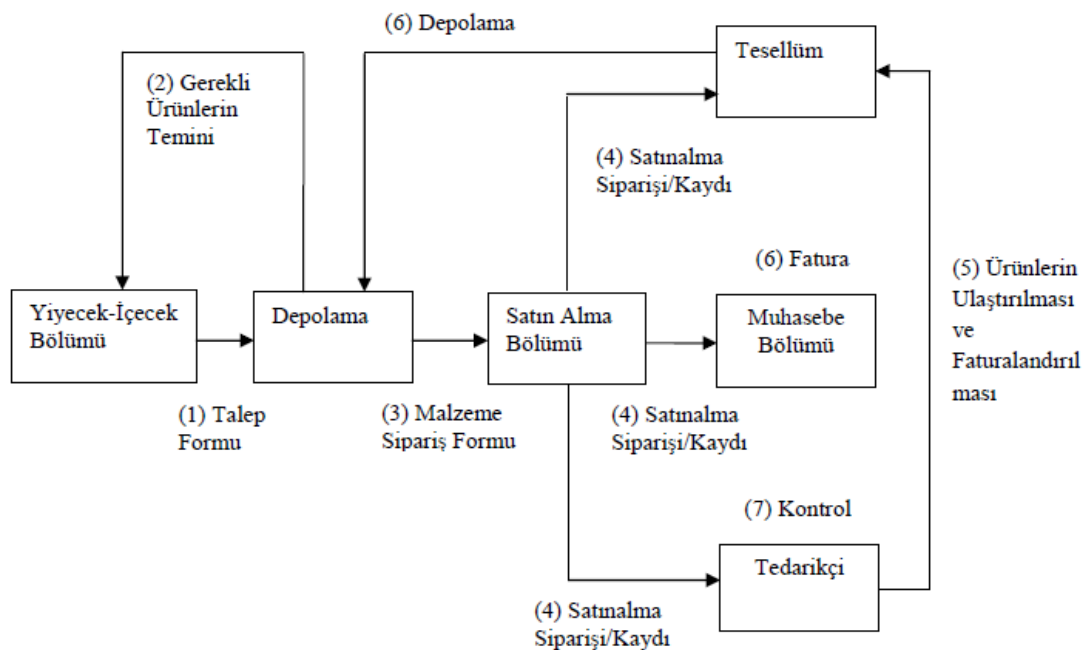 (6) Depolama
Tesellüm
(2) Gerekli
Ürünlerin
Temini
(4) Satınalma
Siparişi/Kaydı
(6) Fatura
(5) Ürünlerin
Ulaştırılması
ve
Faturalandırıl
ması
Yiyecek-İçecek
Bölümü
Depolama
Satın Alma
Bölümü
Muhasebe
Bölümü
(1) Talep
Formu
(3) Malzeme
Sipariş Formu
(4) Satınalma
Siparişi/Kaydı
(7) Kontrol
Tedarikçi
(4) Satınalma
Siparişi/Kaydı